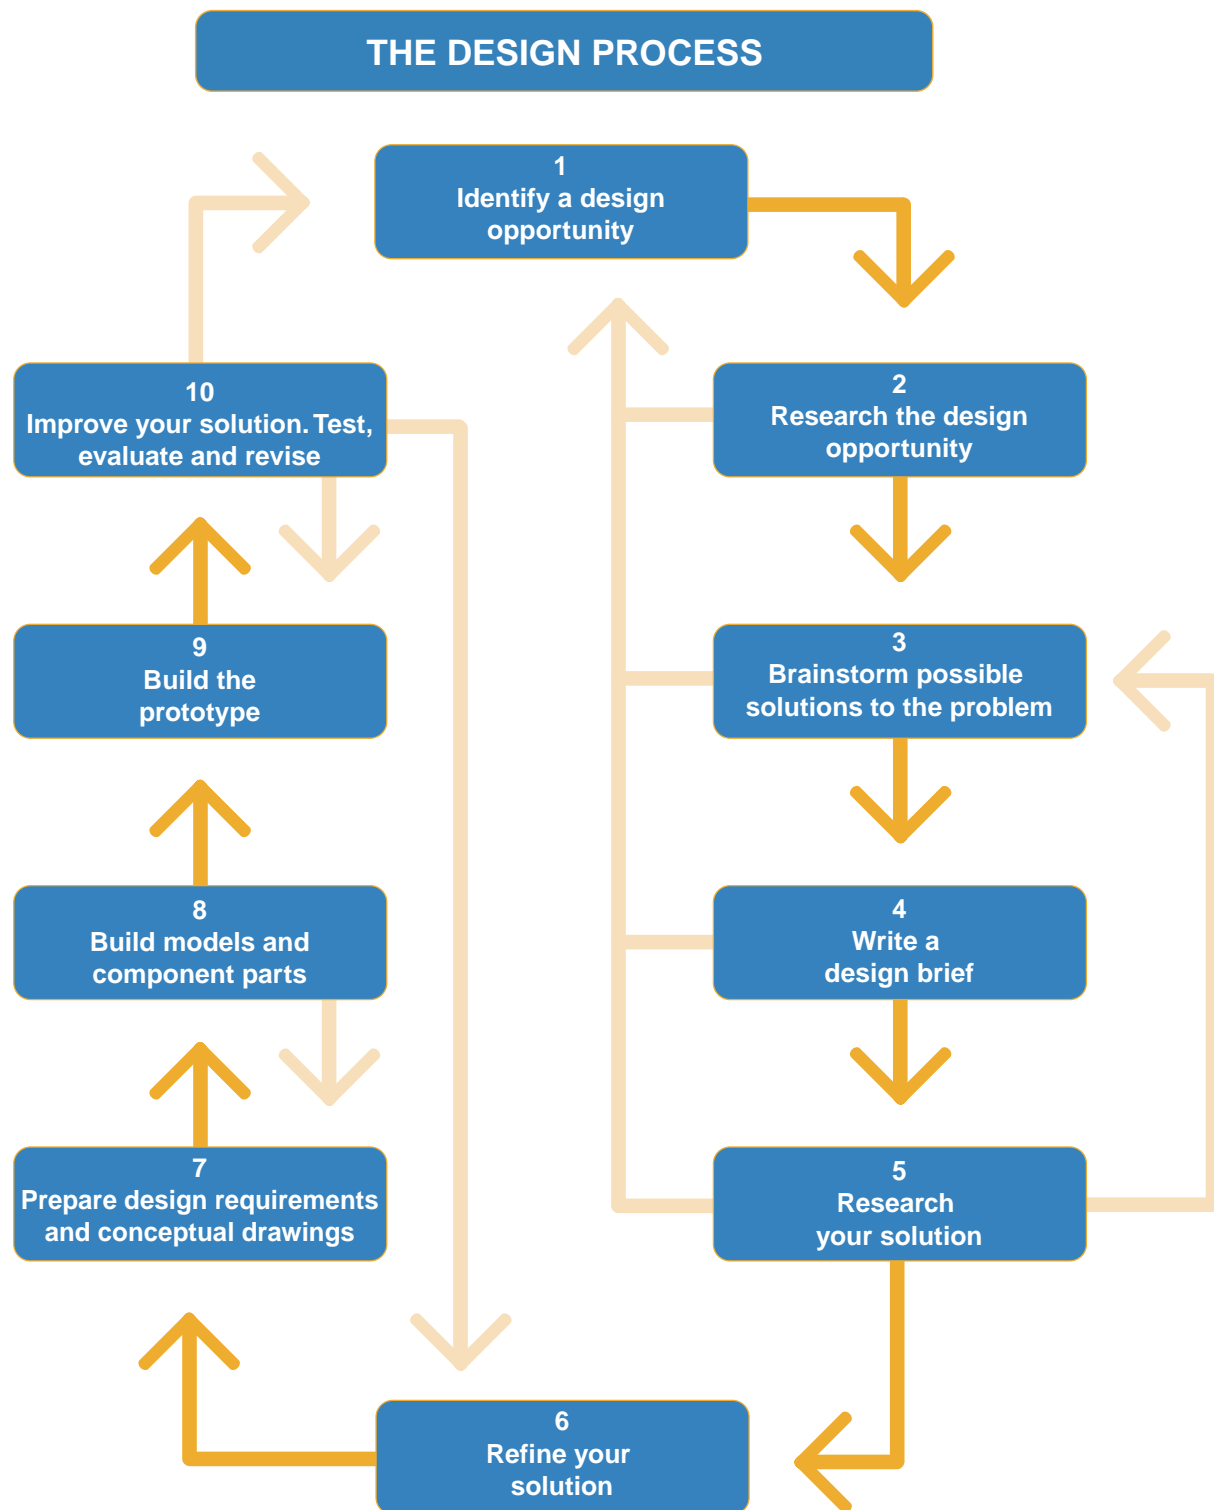 THE DESIGN PROCESS
1
Identify a design
opportunity
2
Research the design
opportunity
3
Brainstorm possible
solutions to the problem
4
Write a
design brief
5
Research
your solution
6
Refine your
solution
7
Prepare design requirements
and conceptual drawings
8
Build models and
component parts
9
Build the
prototype
10
Improve your solution. Test,
evaluate and revise